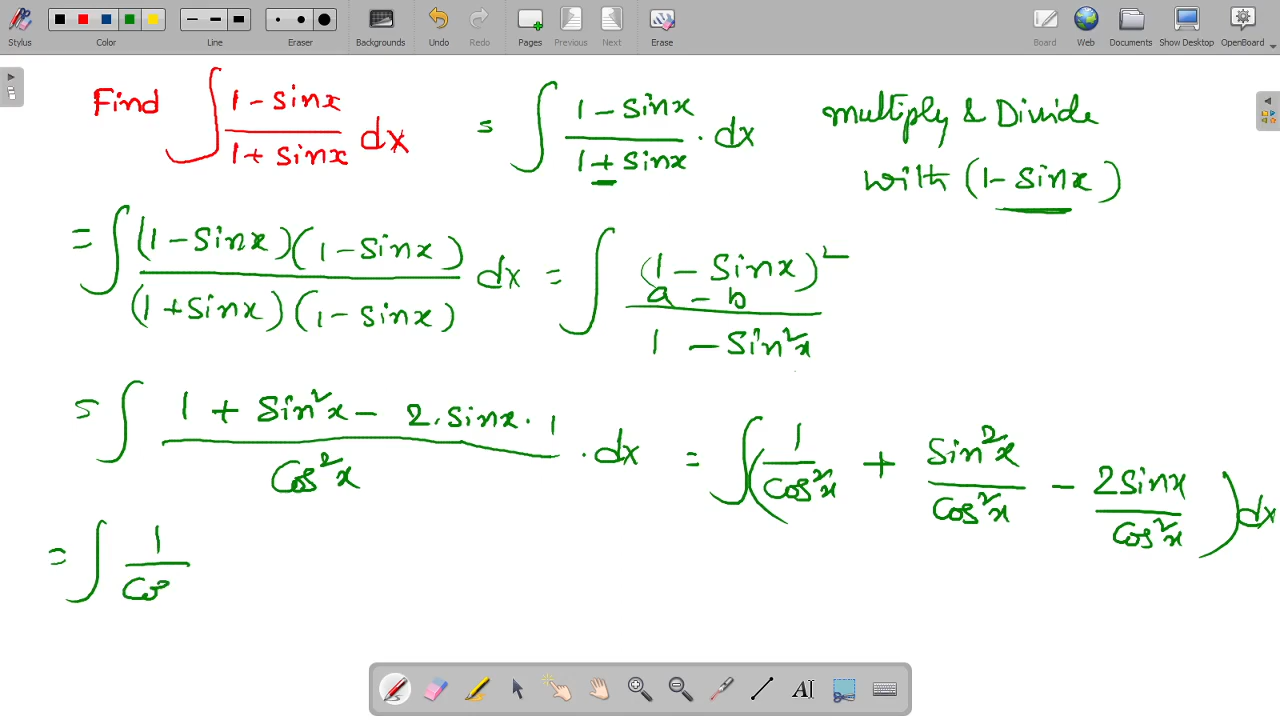 Stylus Color Line Eraser Backgrounds Undo Redo Pages Previous Next Erase Board Web Documents Show Desktop OpenBoard
Find ∫ (1 - sinx)/(1 + sinx) dx = ∫ (1 - sinx)/(1 + sinx) · dx multiply & Divide
with (1 - sinx)
= ∫ (1 - sinx)(1 - sinx)/(1 + sinx)(1 - sinx) dx = ∫ (1 - sinx)²/(1 - sin²x)
a - b
= ∫ (1 + sin²x - 2·sinx·1)/cos²x · dx = ∫ (1/cos²x + sin²x/cos²x - 2sinx/cos²x) dx
= ∫ 1/cos